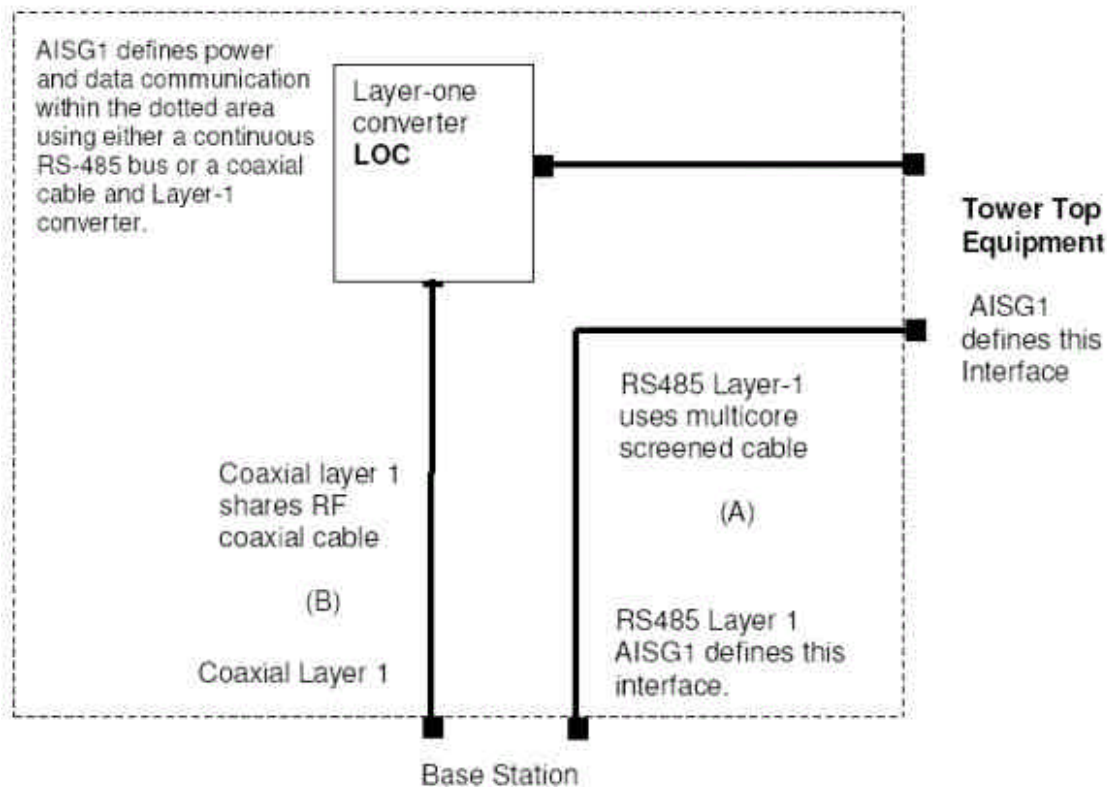 AISG1 defines power
and data communication
within the dotted area
using either a continuous
RS-485 bus or a coaxial
cable and Layer-1
converter.
Layer-one
converter
LOC
Tower Top
Equipment
AISG1
defines this
Interface
RS485 Layer-1
uses multicore
screened cable
(A)
Coaxial layer 1
shares RF
coaxial cable
(B)
Coaxial Layer 1
RS485 Layer 1
AISG1 defines this
interface.
Base Station